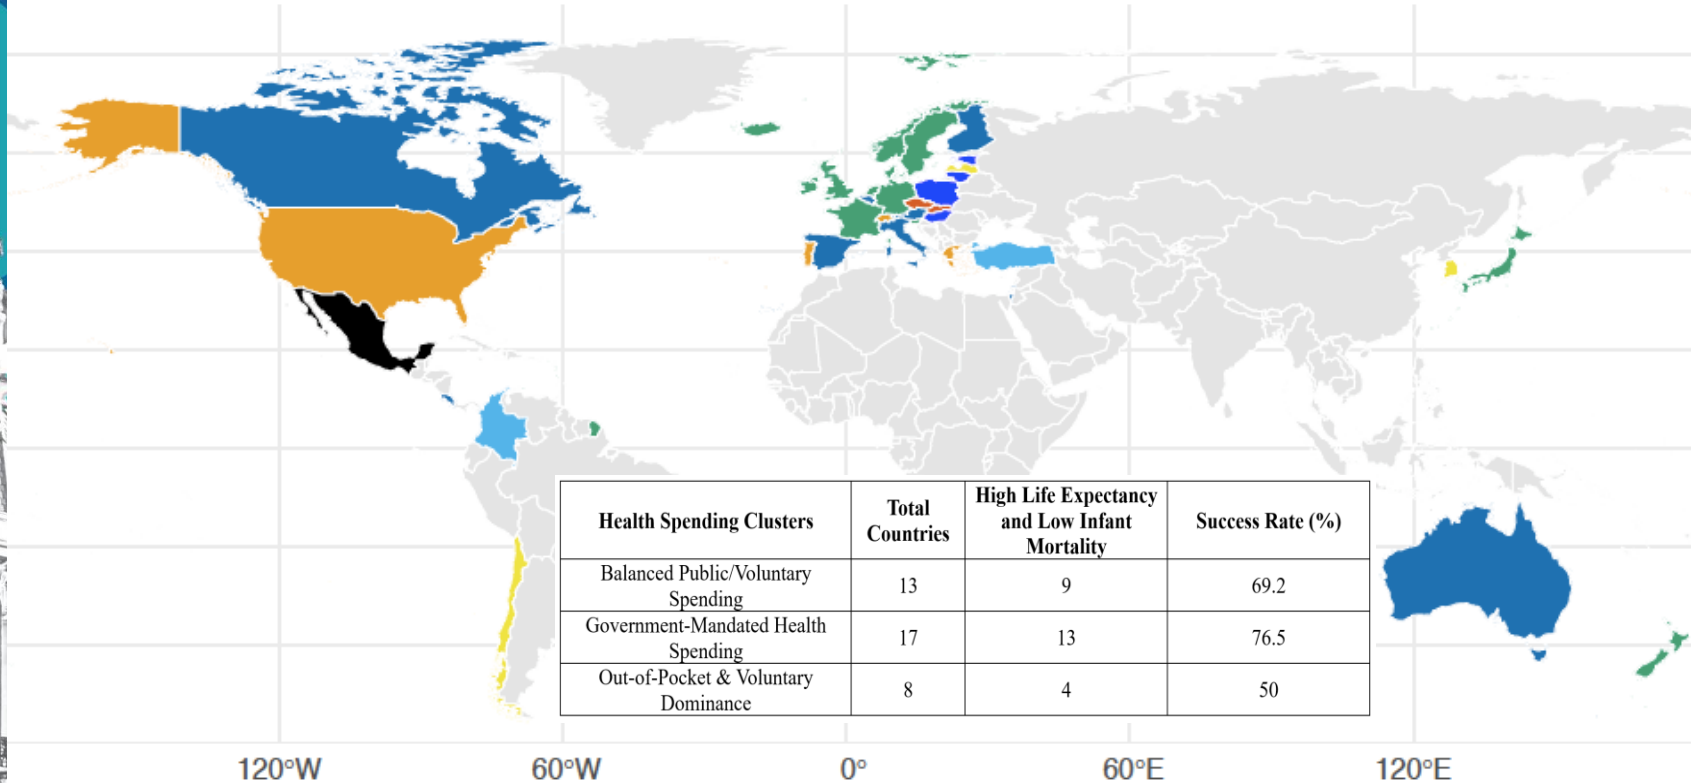 Health Spending Clusters
Total
Countries
High Life Expectancy
and Low Infant
Mortality
Success Rate (%)
Balanced Public/Voluntary
Spending
13
9
69.2
Government-Mandated Health
Spending
17
13
76.5
Out-of-Pocket & Voluntary
Dominance
8
4
50
120°W
60°W
0°
60°E
120°E